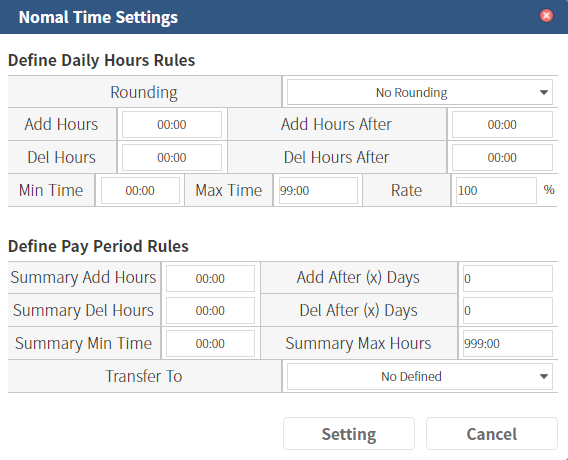 Nomal Time Settings
Define Daily Hours Rules
Rounding No Rounding
Add Hours 00:00 Add Hours After 00:00
Del Hours 00:00 Del Hours After 00:00
Min Time 00:00 Max Time 99:00 Rate 100 %
Define Pay Period Rules
Summary Add Hours 00:00 Add After (x) Days 0
Summary Del Hours 00:00 Del After (x) Days 0
Summary Min Time 00:00 Summary Max Hours 999:00
Transfer To No Defined
Setting Cancel